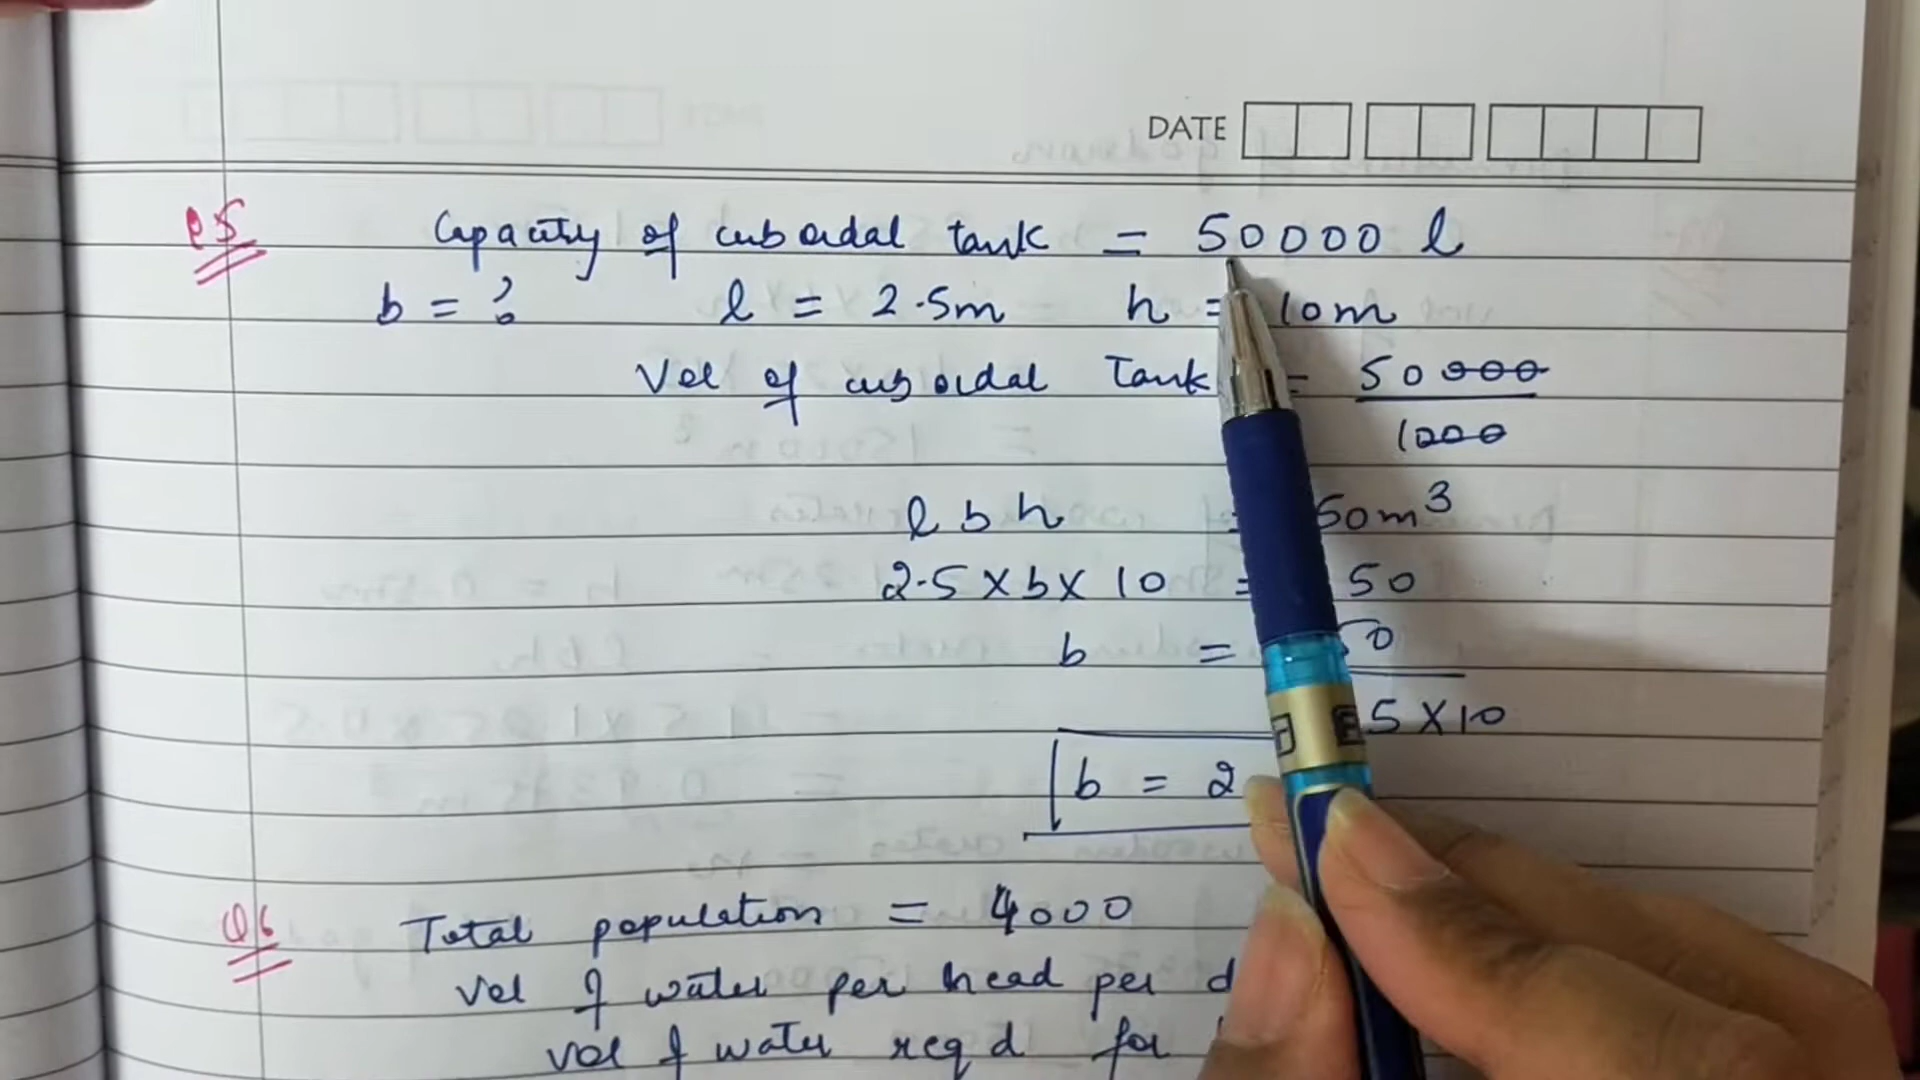 DATE
Q5 Capacity of cuboidal tank = 50000 l
b = ? l = 2.5m h = 10m
Vol of cuboidal Tank = 50000
1000
l b h = 50m³
2.5 × b × 10 = 50
b = 50
5 × 10
b = 2
Q6 Total population = 4000
Vol of water per head per d
Vol of water reqd for